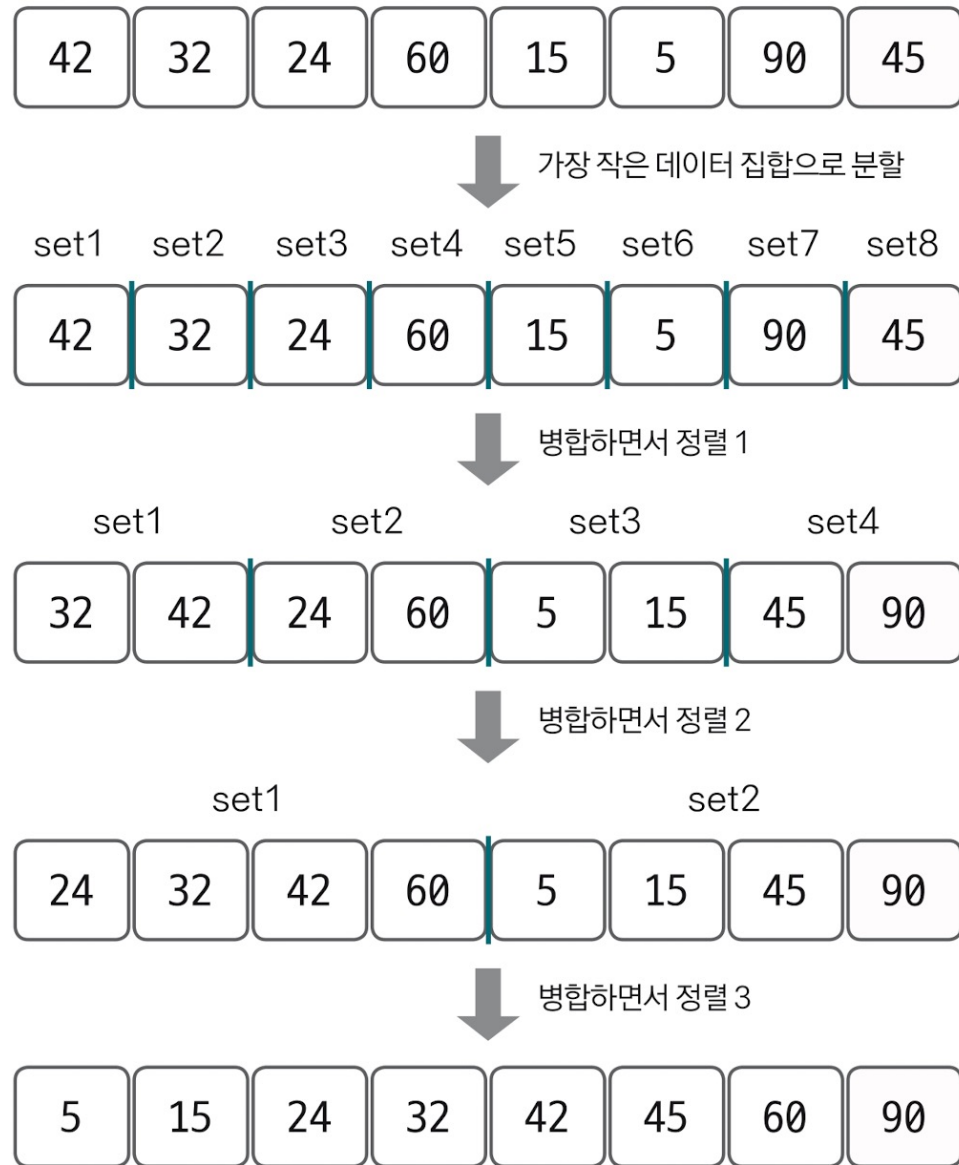 42 32 24 60 15 5 90 45
가장 작은 데이터 집합으로 분할
set1 set2 set3 set4 set5 set6 set7 set8
42 32 24 60 15 5 90 45
병합하면서 정렬 1
set1 set2 set3 set4
32 42 24 60 5 15 45 90
병합하면서 정렬 2
set1 set2
24 32 42 60 5 15 45 90
병합하면서 정렬 3
5 15 24 32 42 45 60 90